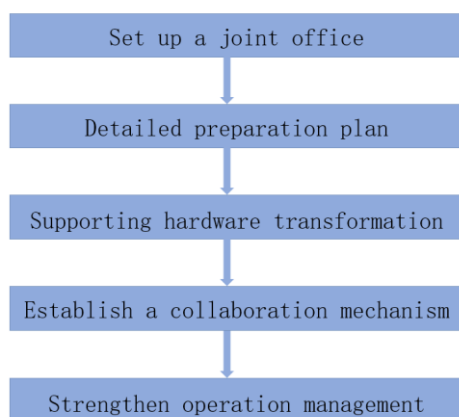 Set up a joint office
Detailed preparation plan
Supporting hardware transformation
Establish a collaboration mechanism
Strengthen operation management